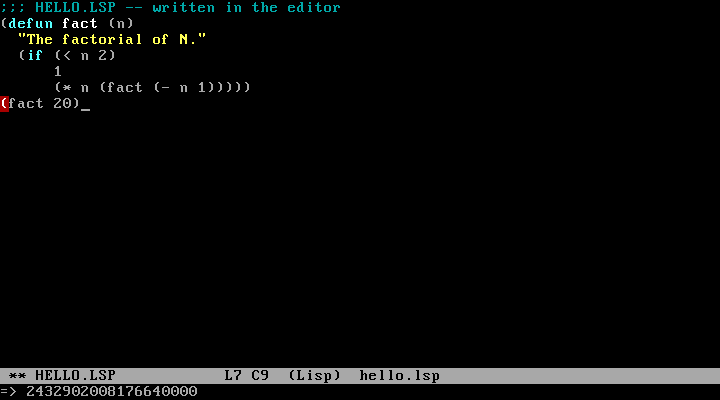 ;;; HELLO.LSP -- written in the editor
(defun fact (n)
  "The factorial of N."
  (if (< n 2)
      1
      (* n (fact (- n 1)))))
(fact 20)_
** HELLO.LSP            L7 C9  (Lisp)  hello.lsp
=> 2432902008176640000